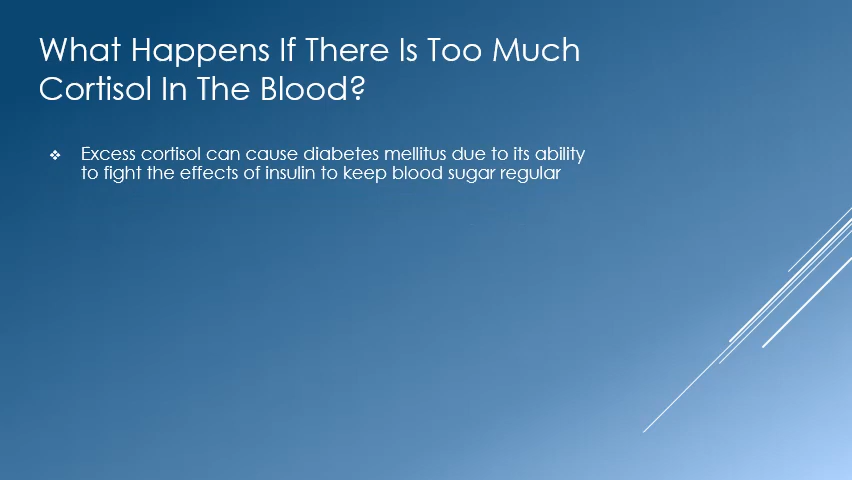 What Happens If There Is Too Much
Cortisol In The Blood?
❖ Excess cortisol can cause diabetes mellitus due to its ability
to fight the effects of insulin to keep blood sugar regular